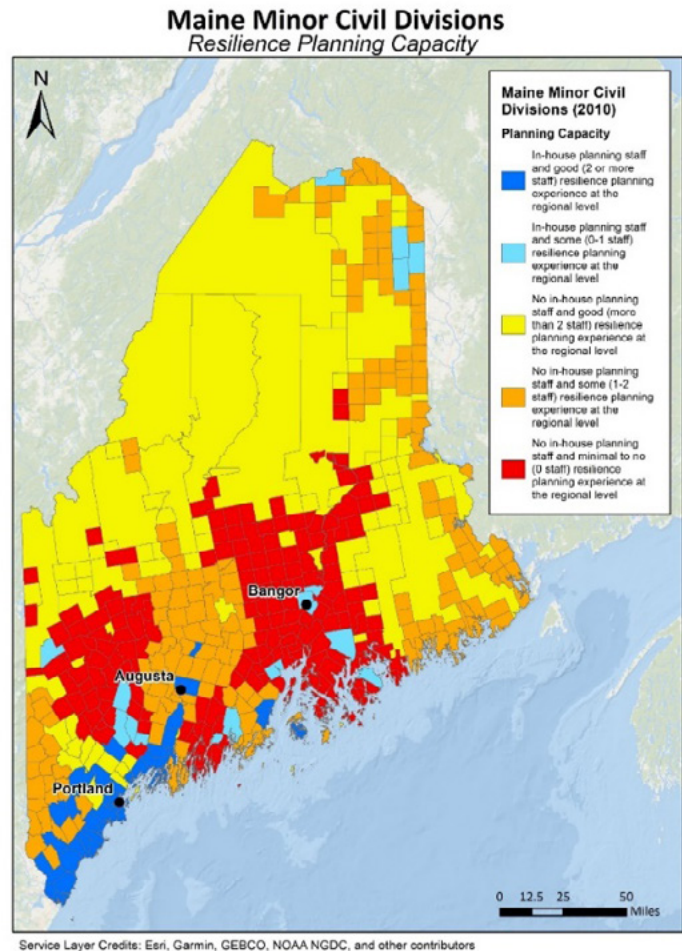 Maine Minor Civil Divisions
Resilience Planning Capacity
N
Maine Minor Civil
Divisions (2010)
Planning Capacity
In-house planning staff
and good (2 or more
staff) resilience planning
experience at the
regional level
In-house planning staff
and some (0-1 staff)
resilience planning
experience at the
regional level
No in-house planning
staff and good (more
than 2 staff) resilience
planning experience at
the regional level
No in-house planning
staff and some (1-2
staff) resilience planning
experience at the
regional level
No in-house planning
staff and minimal to no
(0 staff) resilience
planning experience at
the regional level
Bangor
Augusta
Portland
0 12.5 25 50
Miles
Service Layer Credits: Esri, Garmin, GEBCO, NOAA NGDC, and other contributors